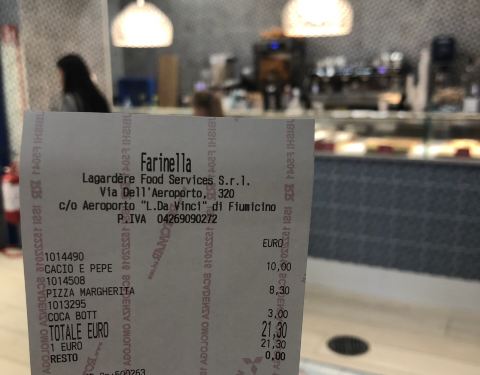 Farinella
Lagardère Food Services S.r.l.
Via Dell'Aeroporto, 320
c/o Aeroporto "L.Da Vinci" di Fiumicino
P.IVA 04269090272
EURO
1014490
CACIO E PEPE 10,00
1014508
PIZZA MARGHERITA 8,30
1013295
COCA BOTT 3,00
TOTALE EURO 21,30
1 EURO 21,30
RESTO 0,00